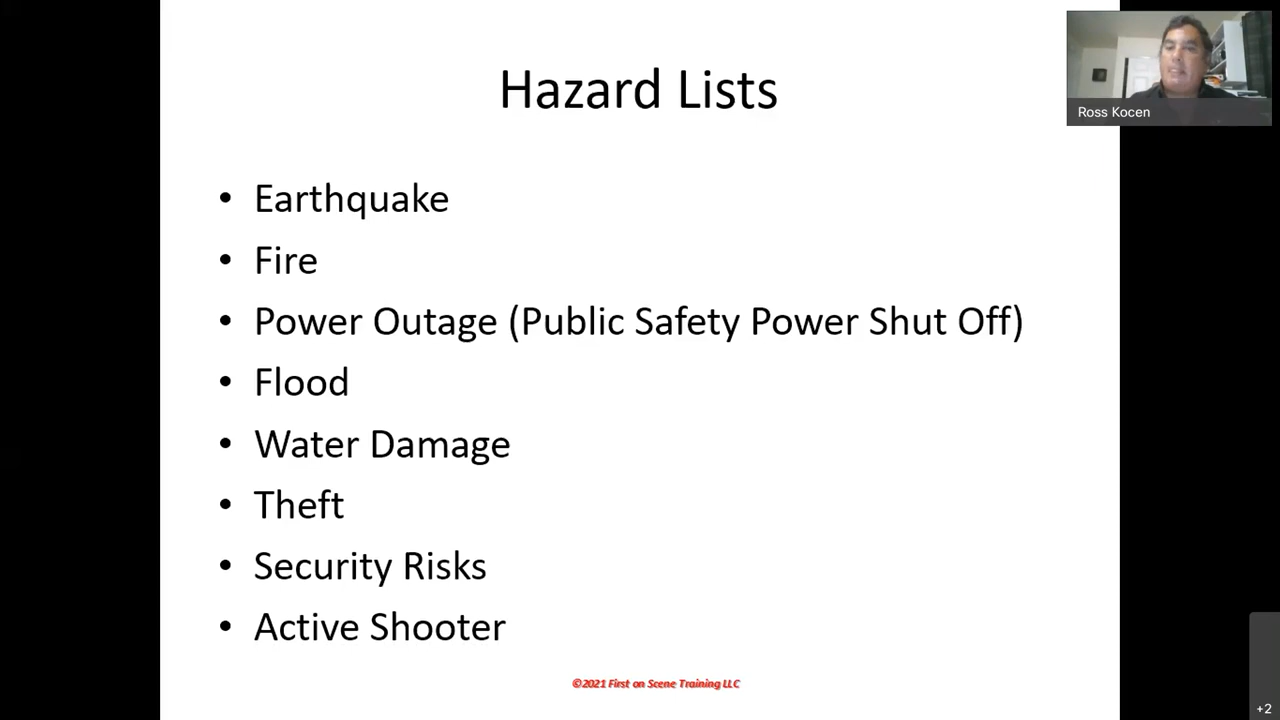 Hazard Lists
Ross Kocen
• Earthquake
• Fire
• Power Outage (Public Safety Power Shut Off)
• Flood
• Water Damage
• Theft
• Security Risks
• Active Shooter
©2021 First on Scene Training LLC
+2